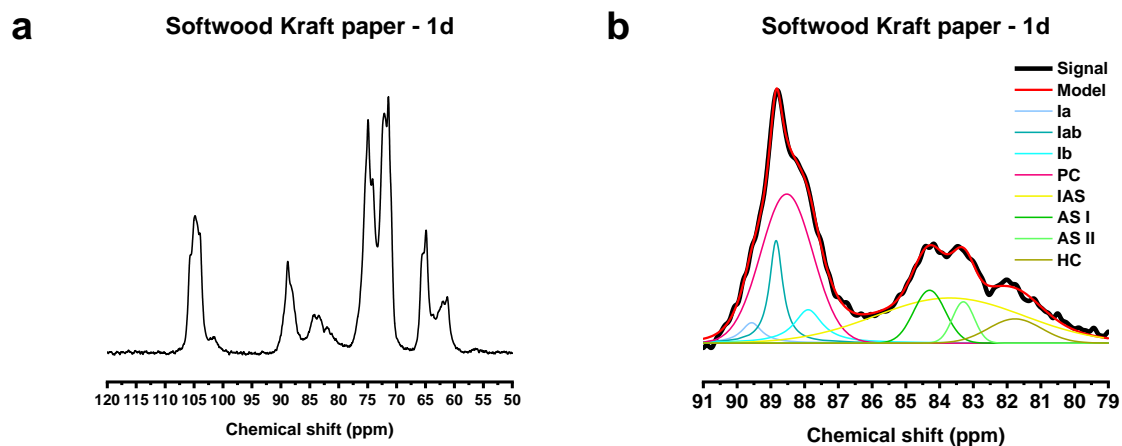 a
Softwood Kraft paper - 1d
120 115 110 105 100 95 90 85 80 75 70 65 60 55 50
Chemical shift (ppm)
b
Softwood Kraft paper - 1d
Signal
Model
Ia
Iab
Ib
PC
IAS
AS I
AS II
HC
91 90 89 88 87 86 85 84 83 82 81 80 79
Chemical shift (ppm)